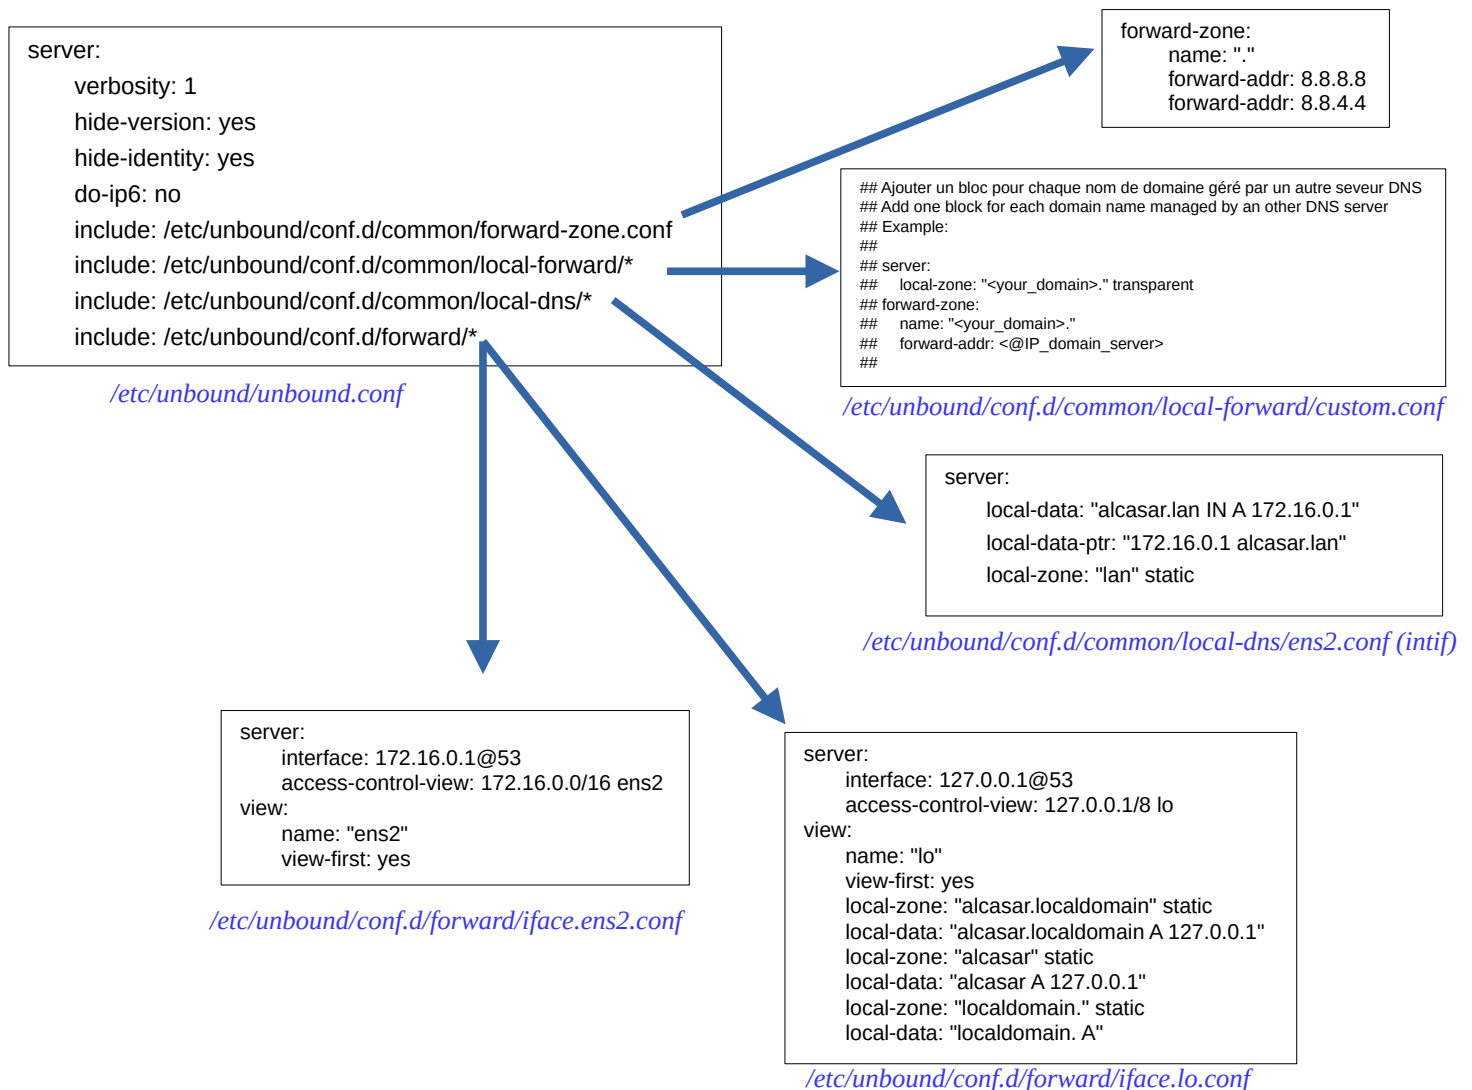 server:
verbosity: 1
hide-version: yes
hide-identity: yes
do-ip6: no
include: /etc/unbound/conf.d/common/forward-zone.conf
include: /etc/unbound/conf.d/common/local-forward/*
include: /etc/unbound/conf.d/common/local-dns/*
include: /etc/unbound/conf.d/forward/*
/etc/unbound/unbound.conf
forward-zone:
name: "."
forward-addr: 8.8.8.8
forward-addr: 8.8.4.4
## Ajouter un bloc pour chaque nom de domaine géré par un autre seveur DNS
## Add one block for each domain name managed by an other DNS server
## Example:
##
## server:
## local-zone: "<your_domain>." transparent
## forward-zone:
## name: "<your_domain>."
## forward-addr: <@IP_domain_server>
##
/etc/unbound/conf.d/common/local-forward/custom.conf
server:
local-data: "alcasar.lan IN A 172.16.0.1"
local-data-ptr: "172.16.0.1 alcasar.lan"
local-zone: "lan" static
/etc/unbound/conf.d/common/local-dns/ens2.conf (intif)
server:
interface: 172.16.0.1@53
access-control-view: 172.16.0.0/16 ens2
view:
name: "ens2"
view-first: yes
/etc/unbound/conf.d/forward/iface.ens2.conf
server:
interface: 127.0.0.1@53
access-control-view: 127.0.0.1/8 lo
view:
name: "lo"
view-first: yes
local-zone: "alcasar.localdomain" static
local-data: "alcasar.localdomain A 127.0.0.1"
local-zone: "alcasar" static
local-data: "alcasar A 127.0.0.1"
local-zone: "localdomain." static
local-data: "localdomain. A"
/etc/unbound/conf.d/forward/iface.lo.conf